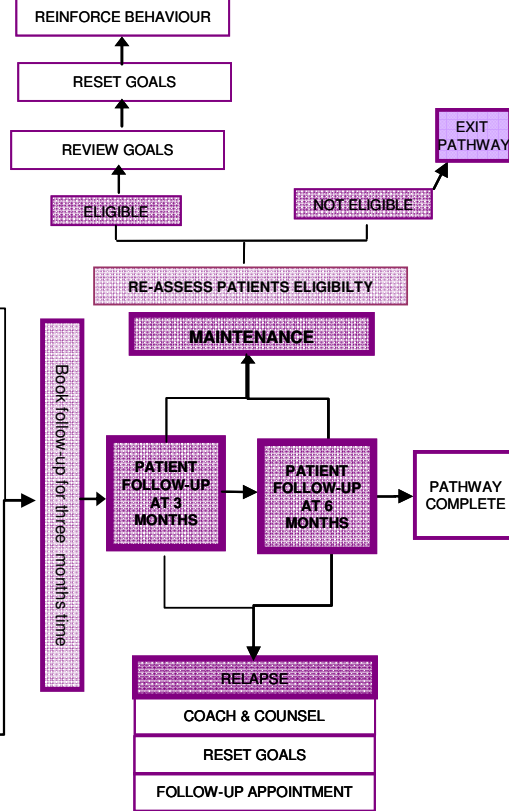 REINFORCE BEHAVIOUR
RESET GOALS
REVIEW GOALS
EXIT
PATHWAY
ELIGIBLE
NOT ELIGIBLE
RE-ASSESS PATIENTS ELIGIBILTY
MAINTENANCE
Book follow-up for three months time
PATIENT
FOLLOW-UP
AT 3
MONTHS
PATIENT
FOLLOW-UP
AT 6
MONTHS
PATHWAY
COMPLETE
RELAPSE
COACH & COUNSEL
RESET GOALS
FOLLOW-UP APPOINTMENT